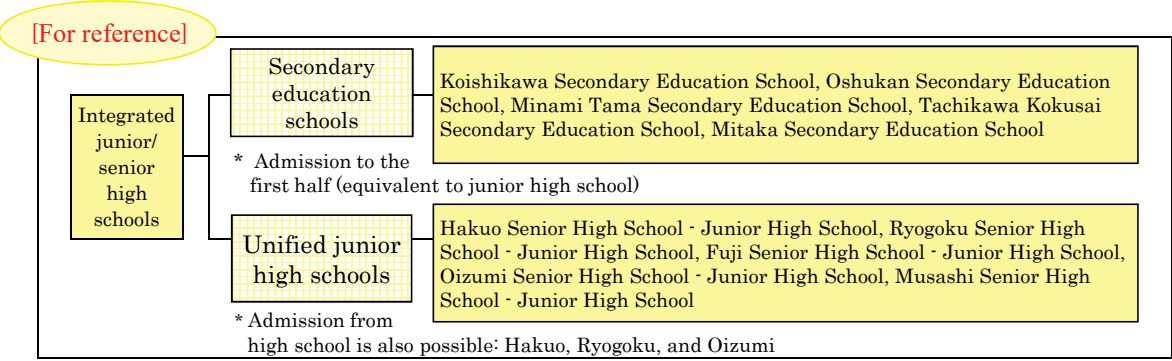 [For reference]
Integrated
junior/
senior
high
schools
Secondary
education
schools
Koishikawa Secondary Education School, Oshukan Secondary Education
School, Minami Tama Secondary Education School, Tachikawa Kokusai
Secondary Education School, Mitaka Secondary Education School
* Admission to the
first half (equivalent to junior high school)
Unified junior
high schools
Hakuo Senior High School - Junior High School, Ryogoku Senior High
School - Junior High School, Fuji Senior High School - Junior High School,
Oizumi Senior High School - Junior High School, Musashi Senior High
School - Junior High School
* Admission from
high school is also possible: Hakuo, Ryogoku, and Oizumi